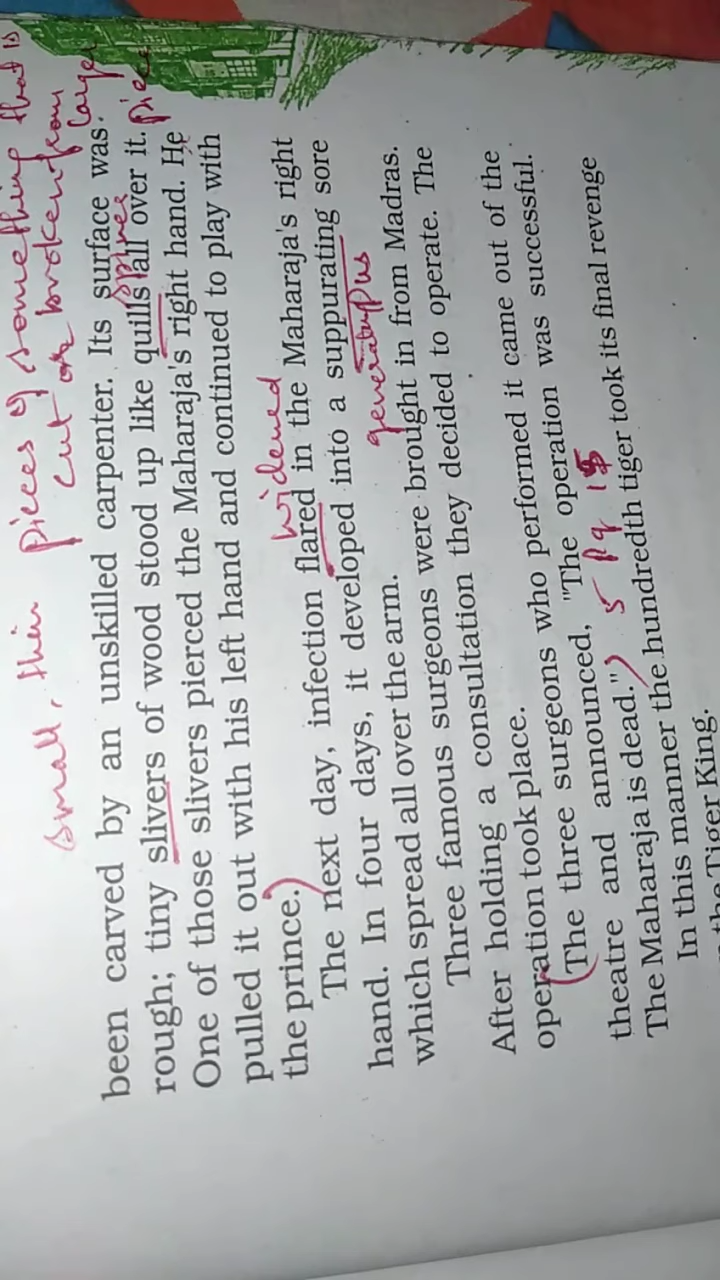 small, thin pieces of something that is
cut or broken from larger
piece
been carved by an unskilled carpenter. Its surface was
rough; tiny slivers of wood stood up like quills all over it.
spines
One of those slivers pierced the Maharaja's right hand. He
pulled it out with his left hand and continued to play with
the prince.)
widened
The next day, infection flared in the Maharaja's right
hand. In four days, it developed into a suppurating sore
generate pus
which spread all over the arm.
Three famous surgeons were brought in from Madras.
After holding a consultation they decided to operate. The
operation took place.
(The three surgeons who performed it came out of the
theatre and announced, "The operation was successful.
The Maharaja is dead.") 5 Pg 15
In this manner the hundredth tiger took its final revenge
the Tiger King.